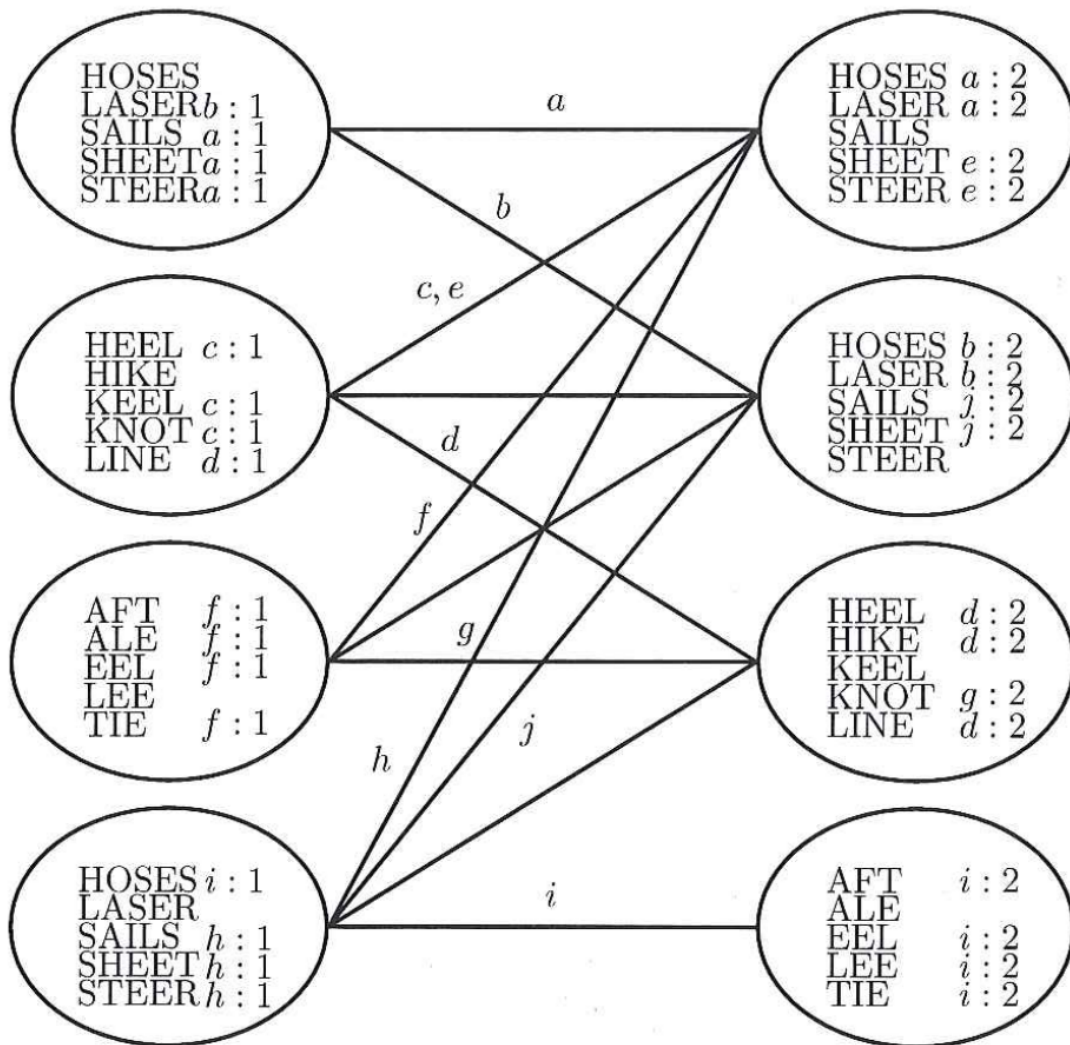 HOSES
LASER b : 1
SAILS a : 1
SHEET a : 1
STEER a : 1
a
HOSES a : 2
LASER a : 2
SAILS
SHEET e : 2
STEER e : 2
b
c, e
HEEL c : 1
HIKE
KEEL c : 1
KNOT c : 1
LINE d : 1
d
HOSES b : 2
LASER b : 2
SAILS j : 2
SHEET j : 2
STEER
f
AFT f : 1
ALE f : 1
EEL f : 1
LEE
TIE f : 1
g
HEEL d : 2
HIKE d : 2
KEEL
KNOT g : 2
LINE d : 2
h
j
HOSES i : 1
LASER
SAILS h : 1
SHEET h : 1
STEER h : 1
i
AFT i : 2
ALE
EEL i : 2
LEE i : 2
TIE i : 2